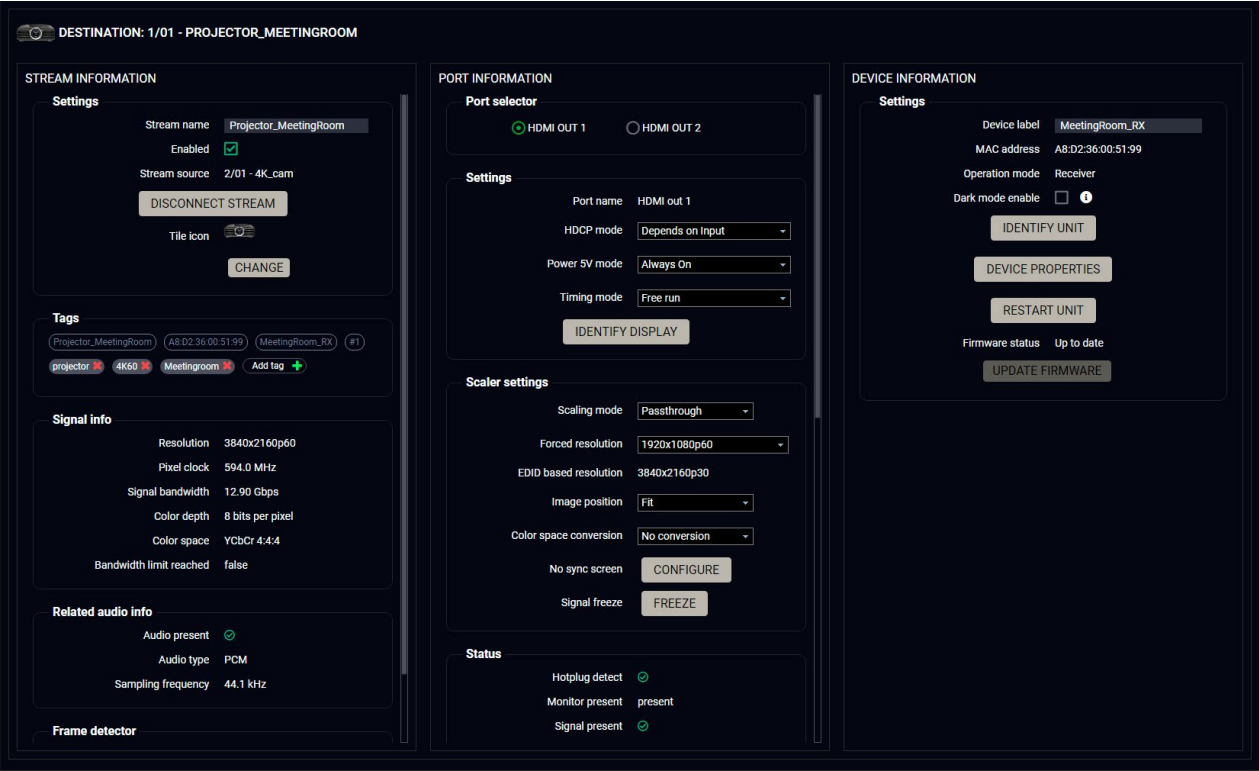 DESTINATION: 1/01 - PROJECTOR_MEETINGROOM
STREAM INFORMATION
Settings
Stream name Projector_MeetingRoom
Enabled
Stream source 2/01 - 4K_cam
DISCONNECT STREAM
Tile icon
CHANGE
Tags
Projector_MeetingRoom A8:D2:36:00:51:99 MeetingRoom_RX #1
projector 4K60 Meetingroom Add tag
Signal info
Resolution 3840x2160p60
Pixel clock 594.0 MHz
Signal bandwidth 12.90 Gbps
Color depth 8 bits per pixel
Color space YCbCr 4:4:4
Bandwidth limit reached false
Related audio info
Audio present
Audio type PCM
Sampling frequency 44.1 kHz
Frame detector
PORT INFORMATION
Port selector
HDMI OUT 1 HDMI OUT 2
Settings
Port name HDMI out 1
HDCP mode Depends on Input
Power 5V mode Always On
Timing mode Free run
IDENTIFY DISPLAY
Scaler settings
Scaling mode Passthrough
Forced resolution 1920x1080p60
EDID based resolution 3840x2160p30
Image position Fit
Color space conversion No conversion
No sync screen CONFIGURE
Signal freeze FREEZE
Status
Hotplug detect
Monitor present present
Signal present
DEVICE INFORMATION
Settings
Device label MeetingRoom_RX
MAC address A8:D2:36:00:51:99
Operation mode Receiver
Dark mode enable
IDENTIFY UNIT
DEVICE PROPERTIES
RESTART UNIT
Firmware status Up to date
UPDATE FIRMWARE